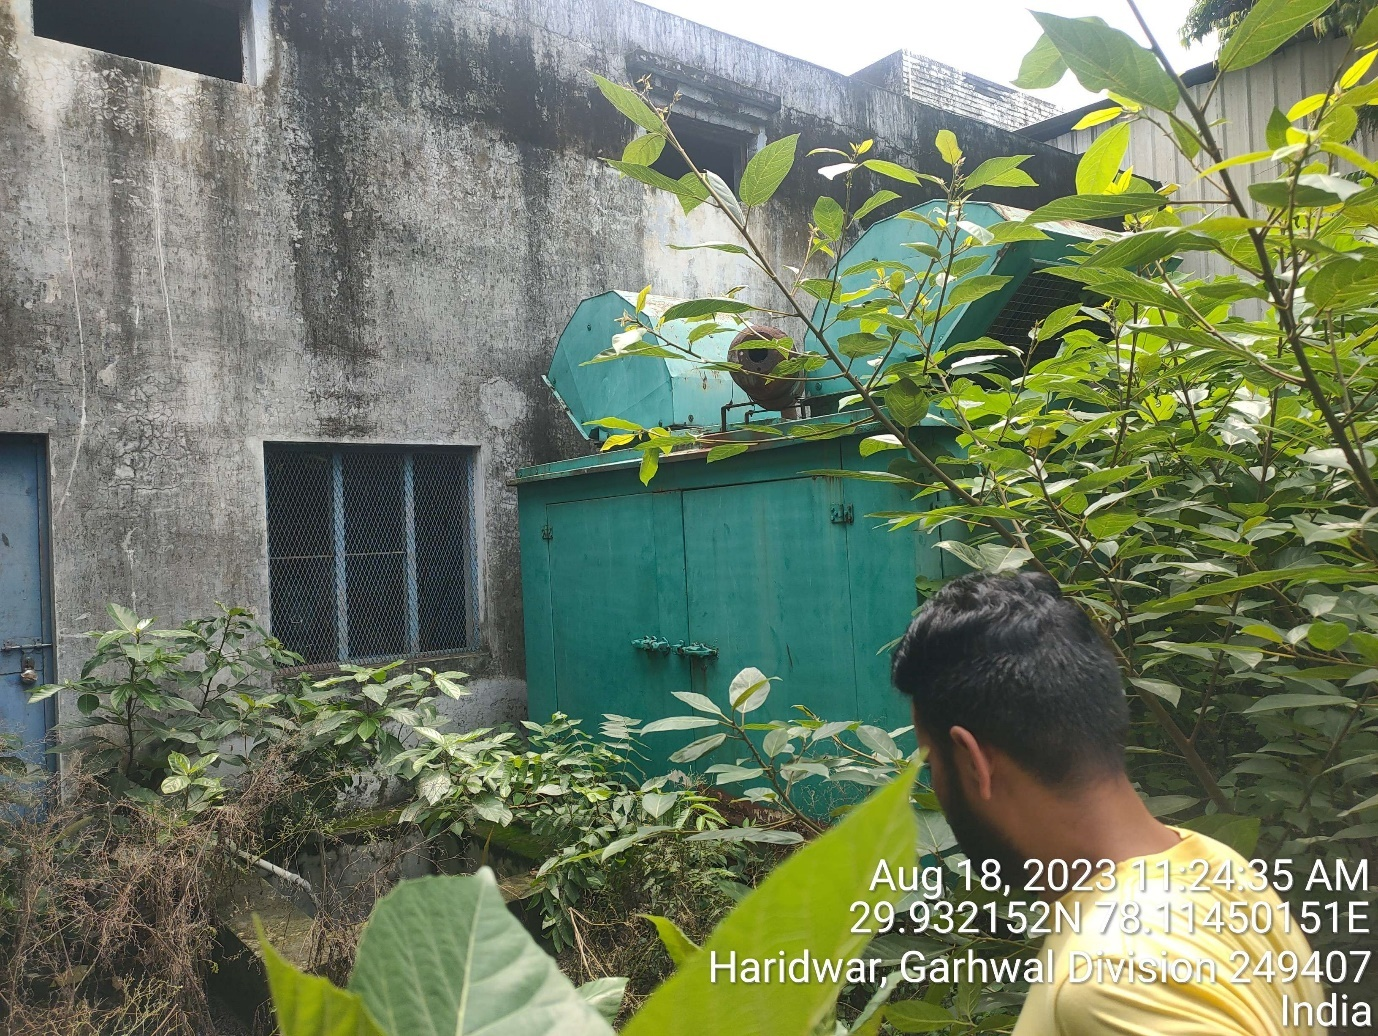 Aug 18, 2023 11:24:35 AM
29.932152N 78.11450151E
Haridwar, Garhwal Division 249407
India